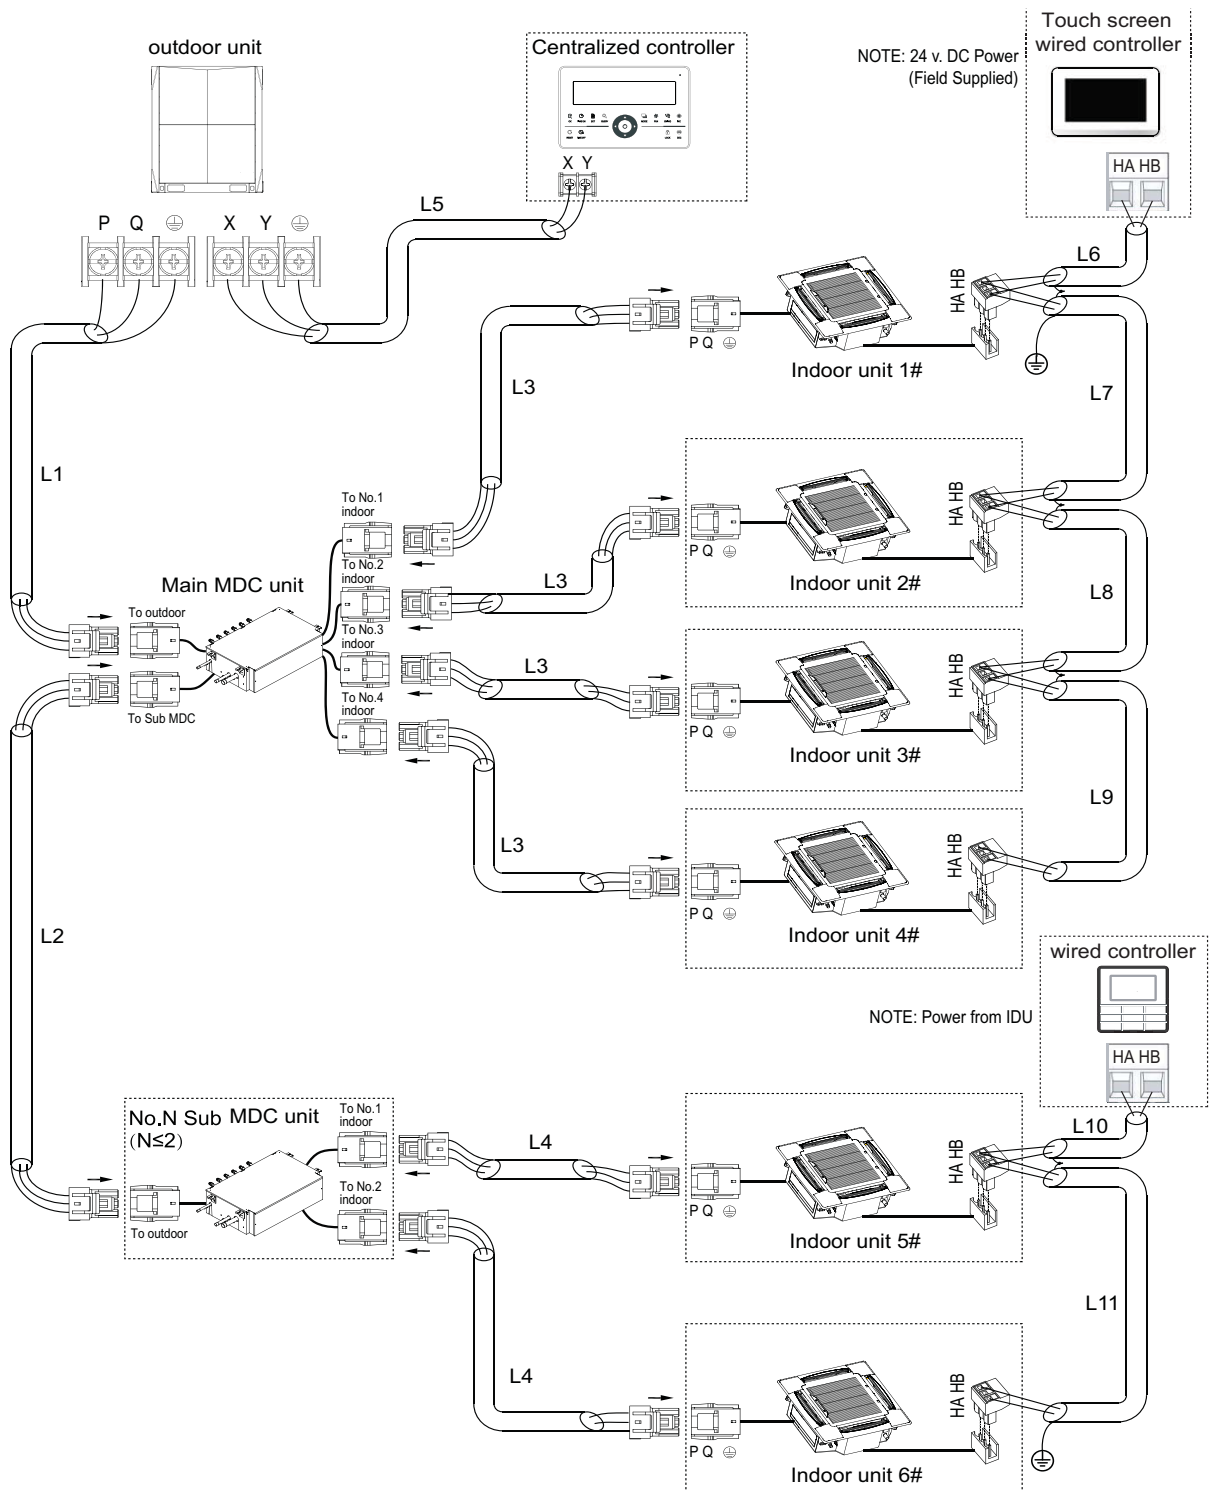 outdoor unit
Centralized controller
Touch screen
wired controller
NOTE: 24 v. DC Power
(Field Supplied)
X Y
HA HB
P Q X Y
L5
L6
HA HB
P Q
Indoor unit 1#
L3
L7
L1
To No.1
indoor
HA HB
P Q
Indoor unit 2#
To No.2
indoor
L3
Main MDC unit
L8
To outdoor
To No.3
indoor
L3
HA HB
To No.4
indoor
To Sub MDC
P Q
Indoor unit 3#
L9
L3
HA HB
P Q
Indoor unit 4#
L2
wired controller
NOTE: Power from IDU
HA HB
No.N Sub MDC unit
(N≤2)
To No.1
indoor
L4
L10
HA HB
To No.2
indoor
P Q
To outdoor
Indoor unit 5#
L11
L4
HA HB
P Q
Indoor unit 6#